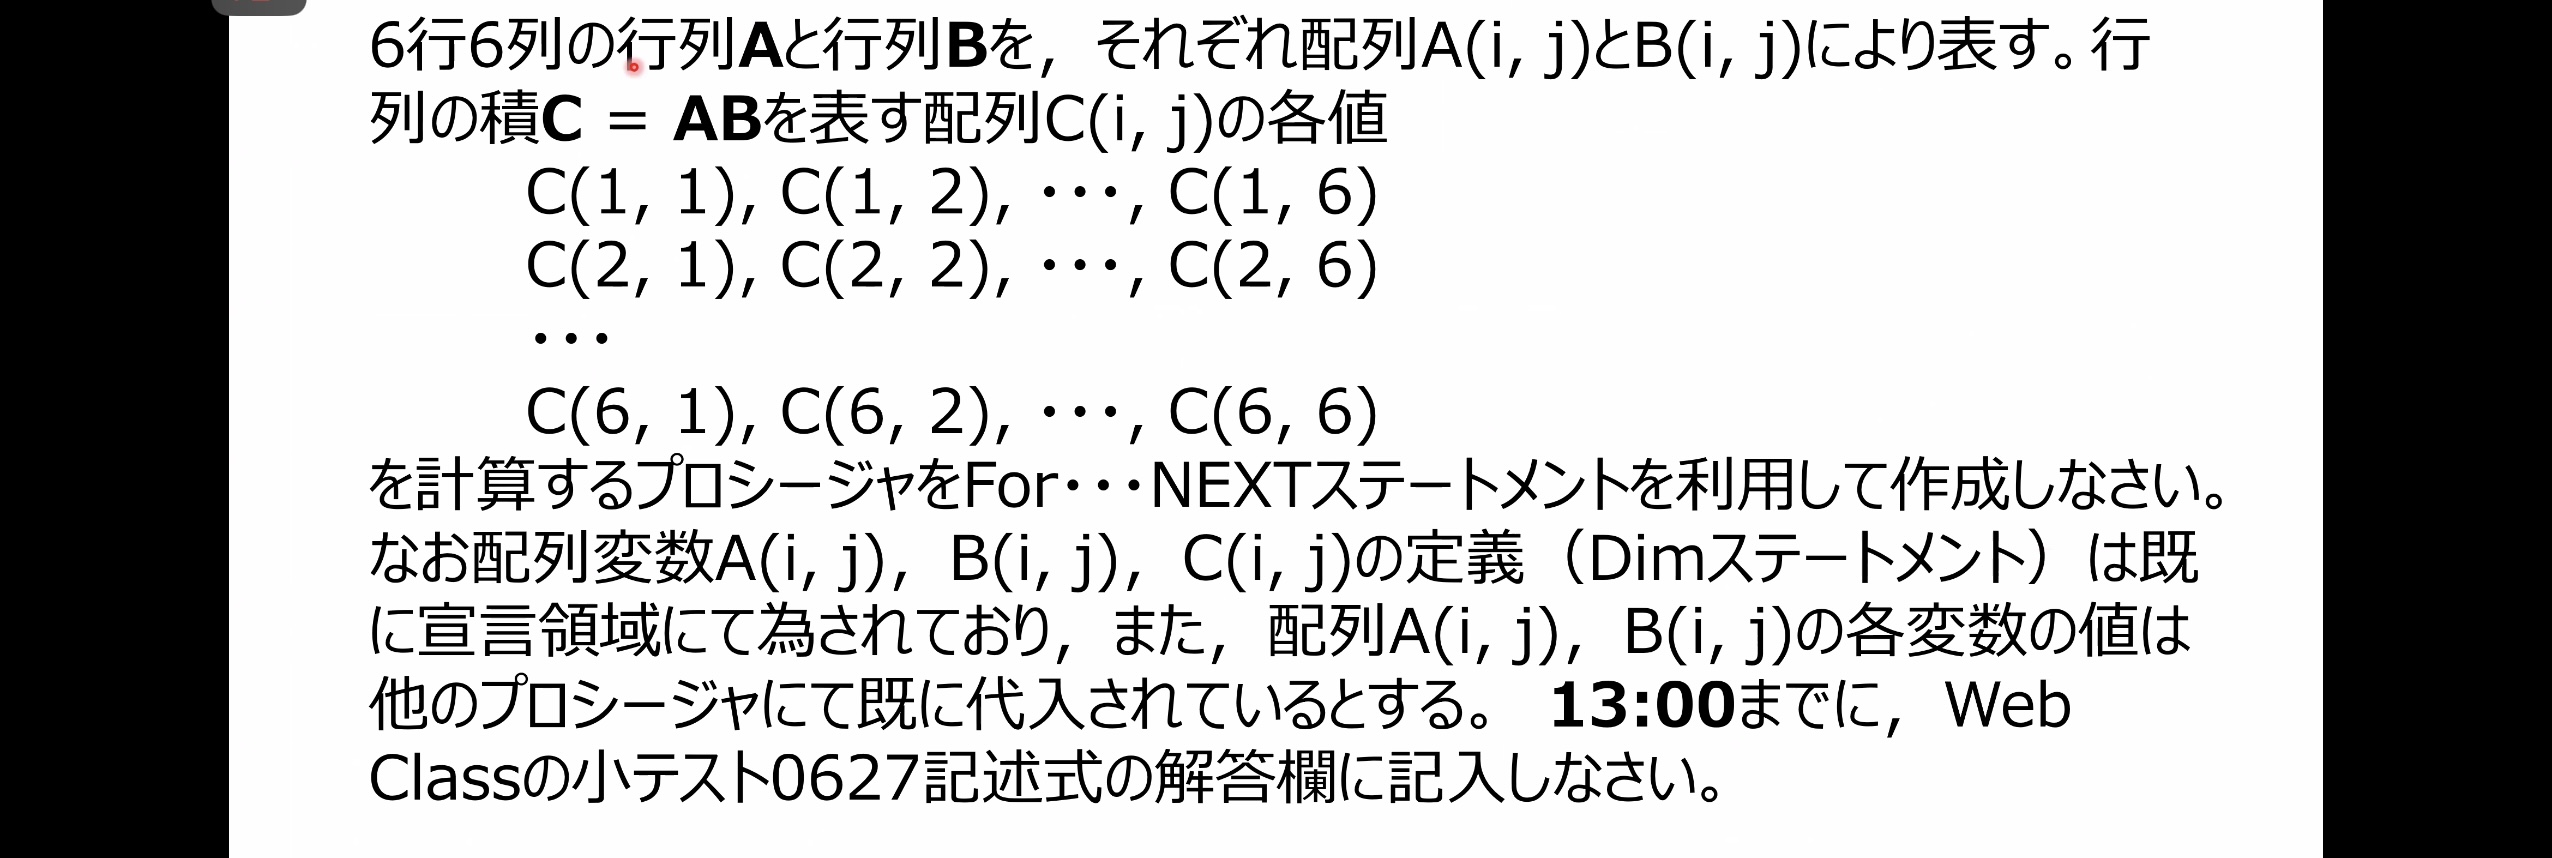 6行6列の行列Aと行列Bを，それぞれ配列A(i, j)とB(i, j)により表す。行
列の積C = ABを表す配列C(i, j)の各値
C(1, 1), C(1, 2), ･･･, C(1, 6)
C(2, 1), C(2, 2), ･･･, C(2, 6)
･･･
C(6, 1), C(6, 2), ･･･, C(6, 6)
を計算するプロシージャをFor･･･NEXTステートメントを利用して作成しなさい。
なお配列変数A(i, j)，B(i, j)，C(i, j)の定義（Dimステートメント）は既
に宣言領域にて為されており，また，配列A(i, j)，B(i, j)の各変数の値は
他のプロシージャにて既に代入されているとする。 13:00までに，Web
Classの小テスト0627記述式の解答欄に記入しなさい。